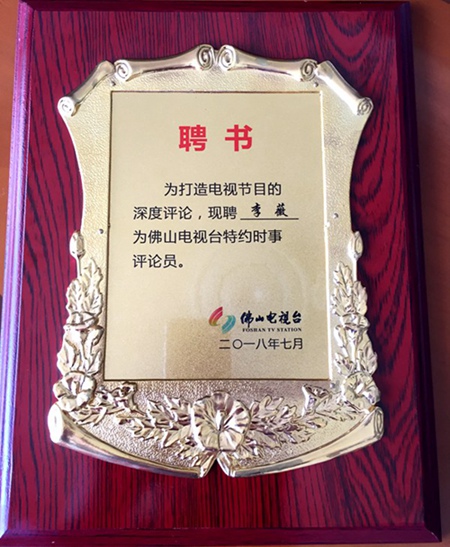 聘书
为打造电视节目的
深度评论，现聘 李薇
为佛山电视台特约时事
评论员。
佛山电视台
FOSHAN TV STATION
二〇一八年七月